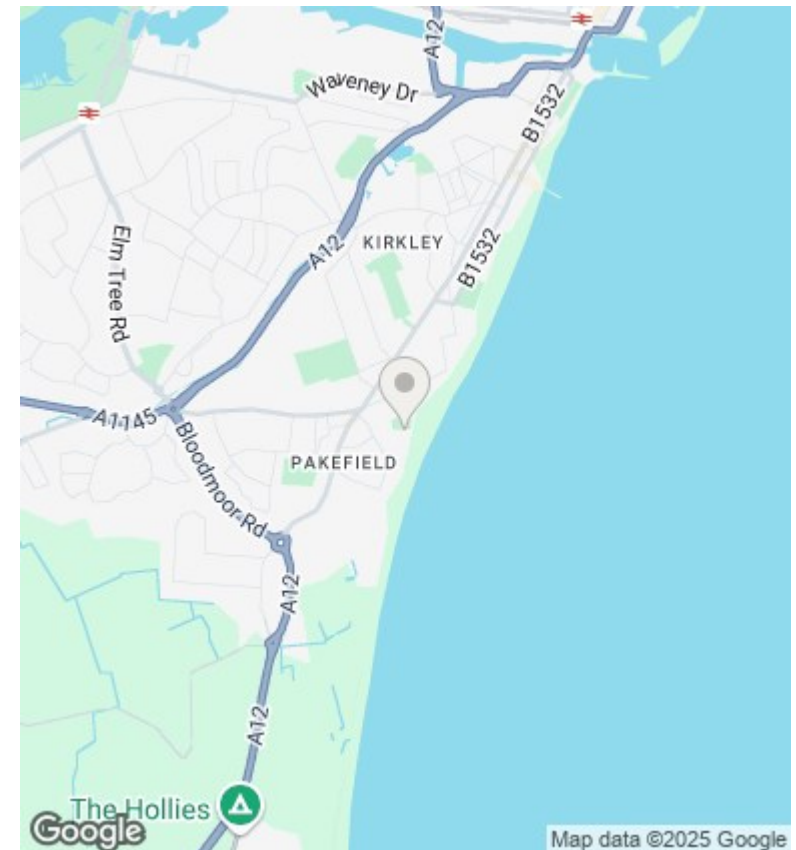 A12
Waveney Dr
B1532
KIRKLEY
A12
B1532
Elm Tree Rd
A1145
Bloodmoor Rd
PAKEFIELD
A12
A12
The Hollies
Google
Map data ©2025 Google